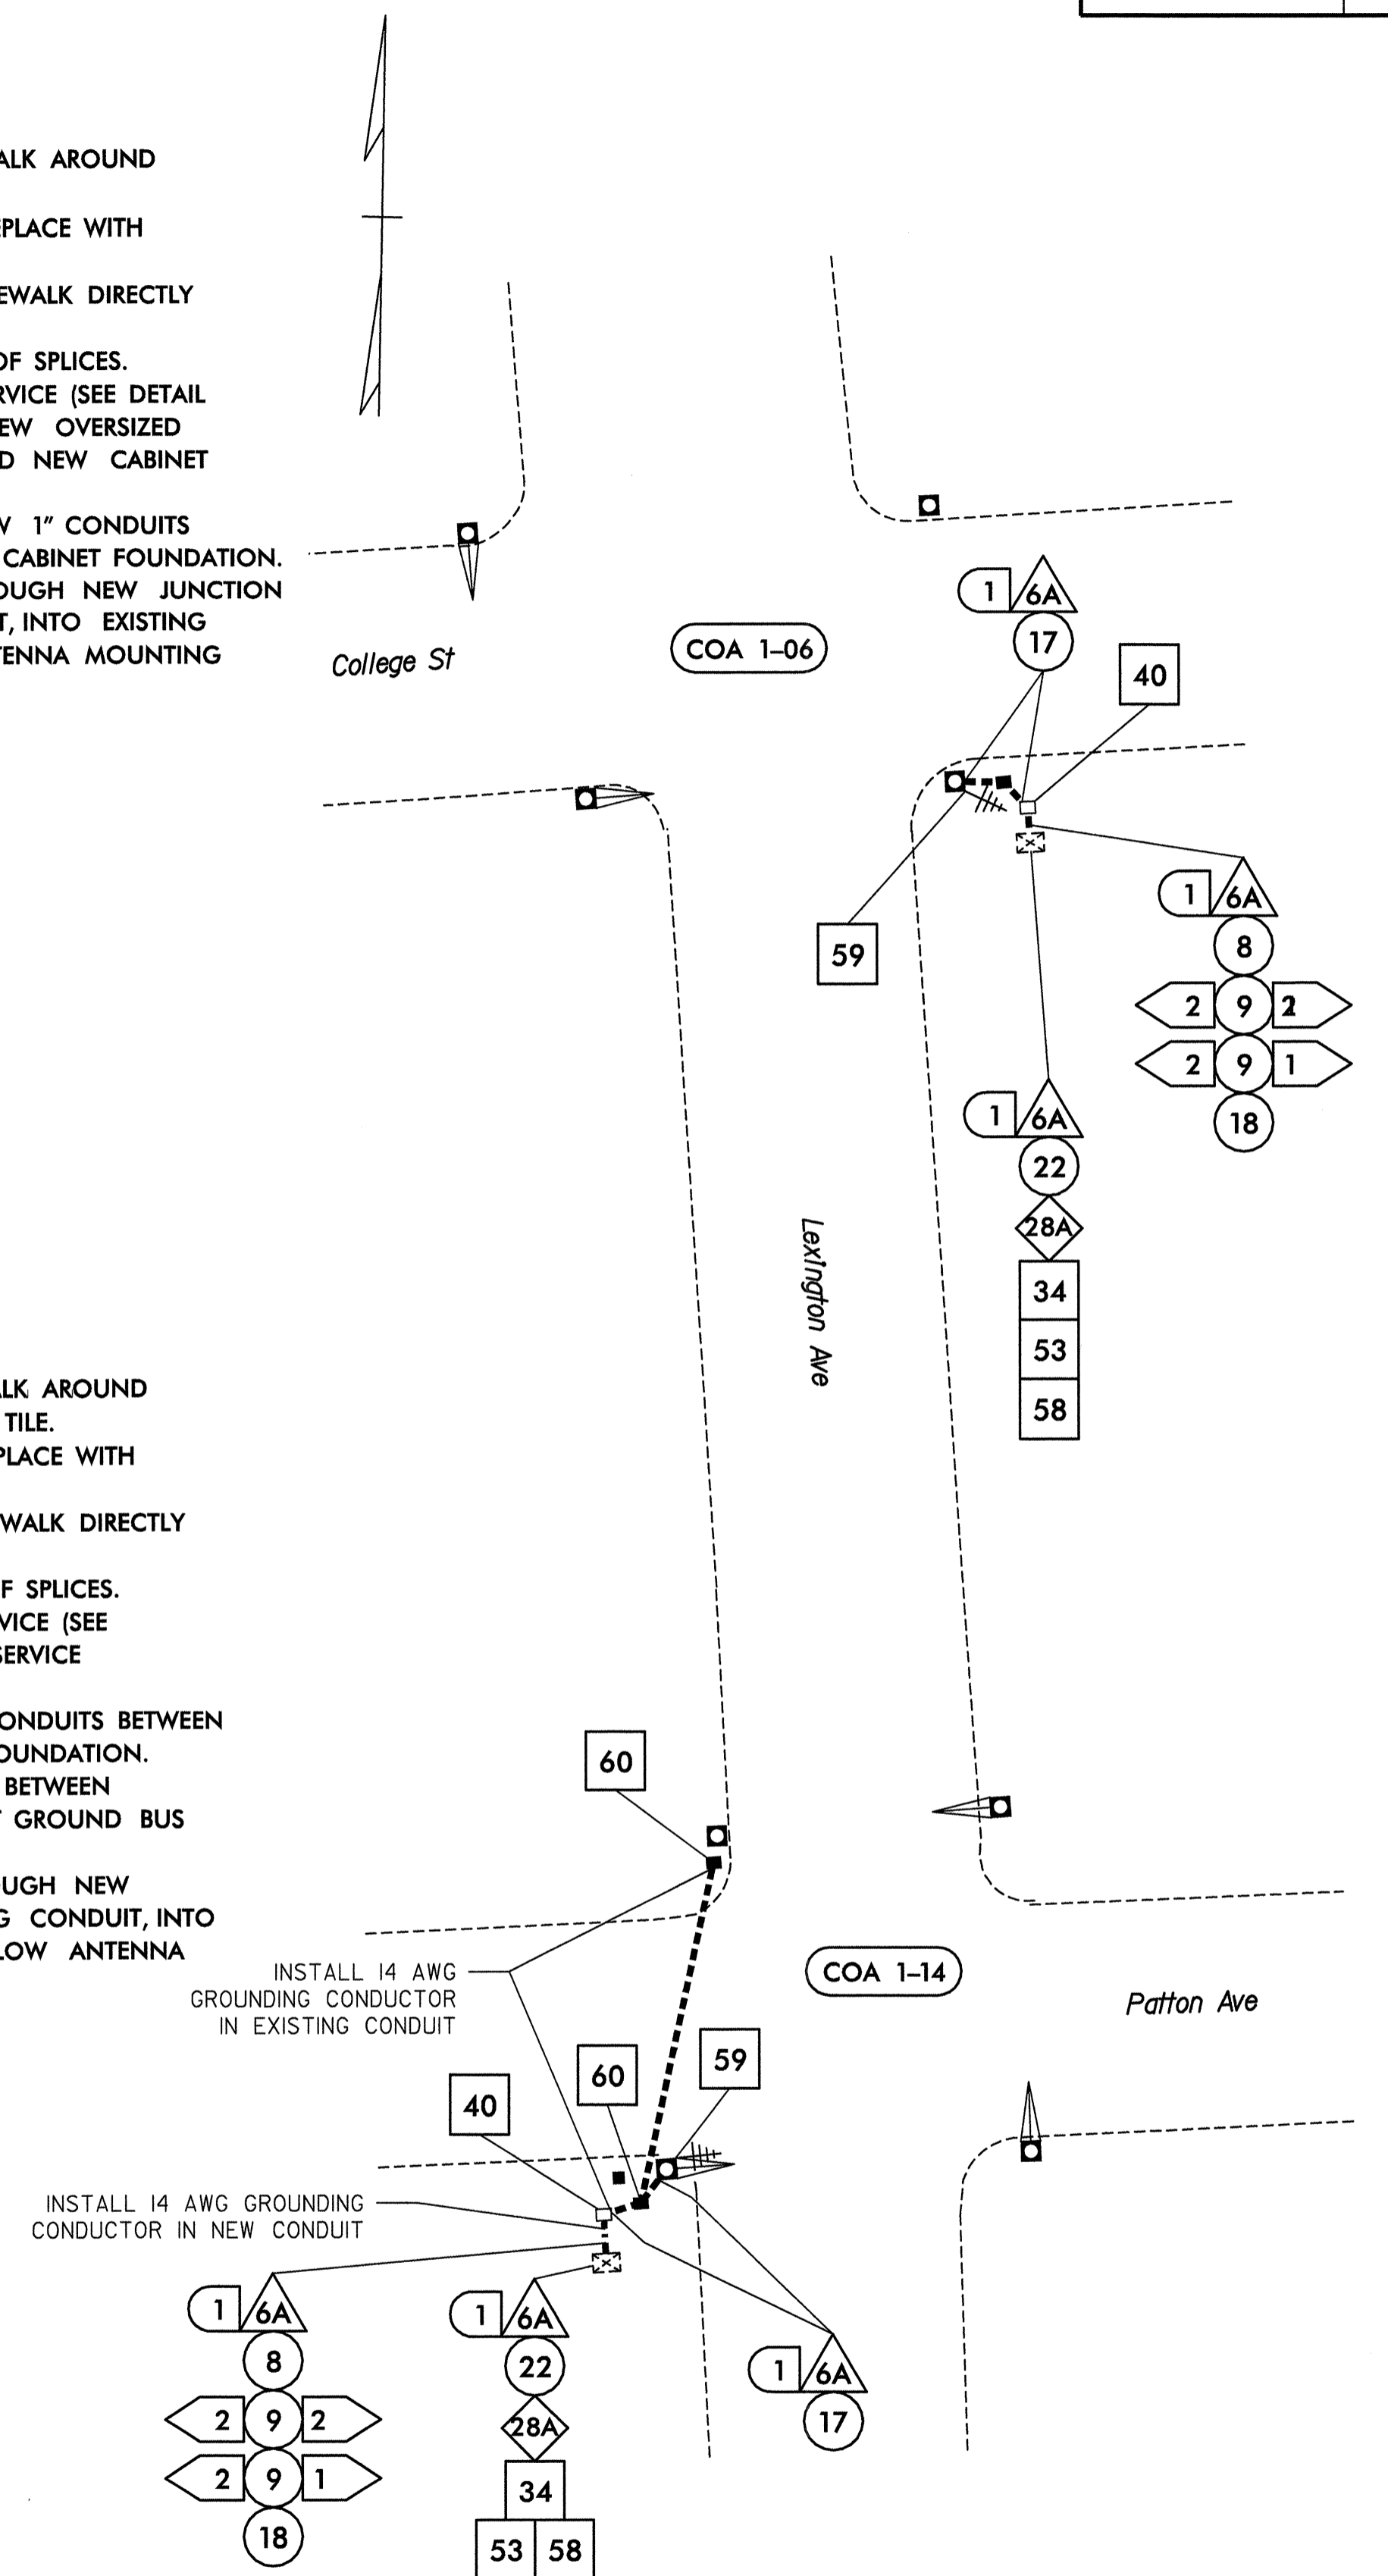 ALK AROUND
EPLACE WITH
EWALK DIRECTLY
OF SPLICES.
RVICE (SEE DETAIL
EW OVERSIZED
D NEW CABINET
W 1" CONDUITS
CABINET FOUNDATION.
OUGH NEW JUNCTION
T, INTO EXISTING
TENNA MOUNTING
College St
COA 1-06
1 6A
17
40
59
1 6A
8
2 9
2 9 1
18
1 6A
22
28A
34
53
58
Lexington Ave
ALK AROUND
TILE.
PLACE WITH
WALK DIRECTLY
F SPLICES.
VICE (SEE
SERVICE
ONDUITS BETWEEN
OUNDATION.
BETWEEN
T GROUND BUS
UGH NEW
G CONDUIT, INTO
LOW ANTENNA
60
INSTALL 14 AWG
GROUNDING CONDUCTOR
IN EXISTING CONDUIT
COA 1-14
Patton Ave
60
59
40
INSTALL 14 AWG GROUNDING
CONDUCTOR IN NEW CONDUIT
1 6A
8
2 9 2
2 9 1
18
1 6A
22
28A
34
53 58
1 6A
17